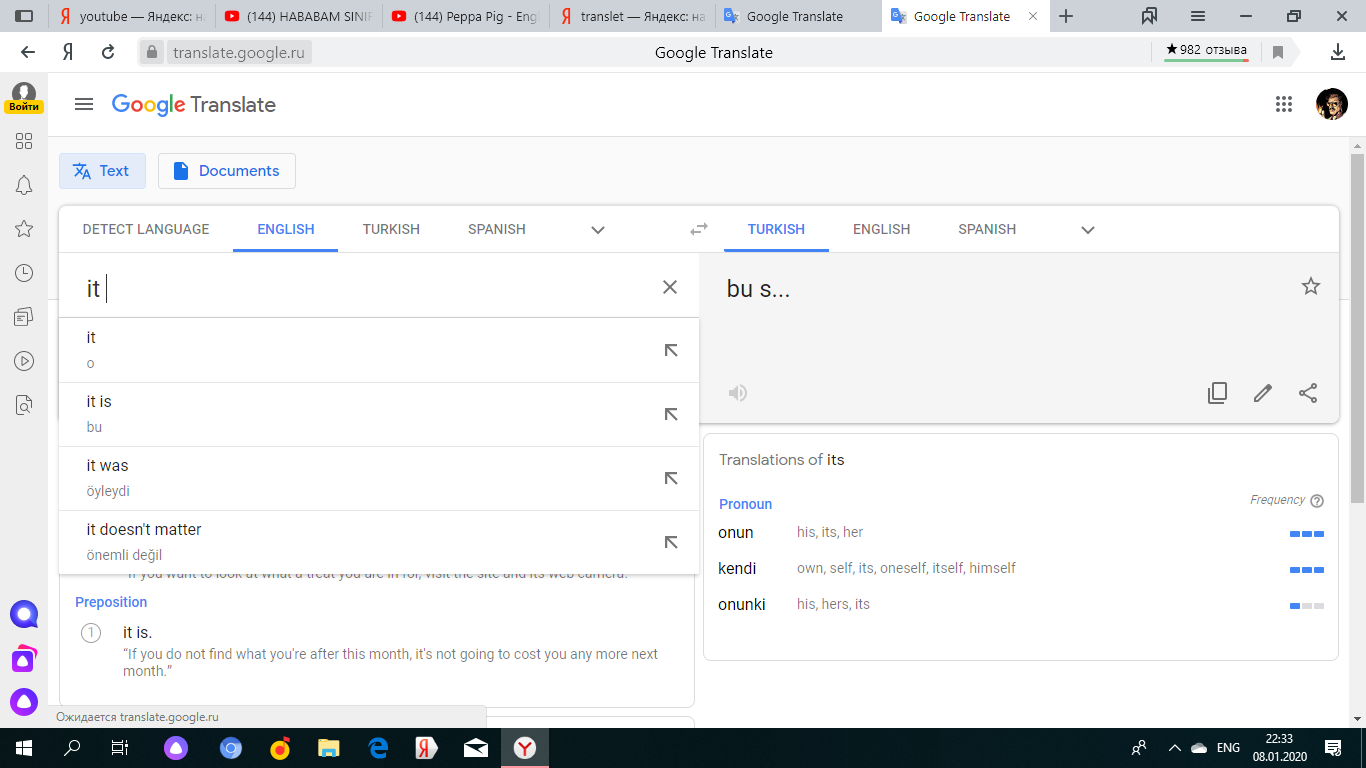 youtube — Яндекс: на
(144) HABABAM SINIF
(144) Peppa Pig - Engl
translet — Яндекс: на
Google Translate
Google Translate
Я
translate.google.ru
Google Translate
★982 отзыва
Войти
Google Translate
Text
Documents
DETECT LANGUAGE
ENGLISH
TURKISH
SPANISH
TURKISH
ENGLISH
SPANISH
it
bu s...
it
o
it is
bu
it was
öyleydi
it doesn't matter
önemli değil
Translations of its
Pronoun
Frequency
onun his, its, her
kendi own, self, its, oneself, itself, himself
onunki his, hers, its
"If you want to look at what a treat you are in for, visit the site and its web camera."
Preposition
1 it is.
“If you do not find what you're after this month, it's not going to cost you any more next
month.”
Ожидается translate.google.ru
ENG
22:33
08.01.2020